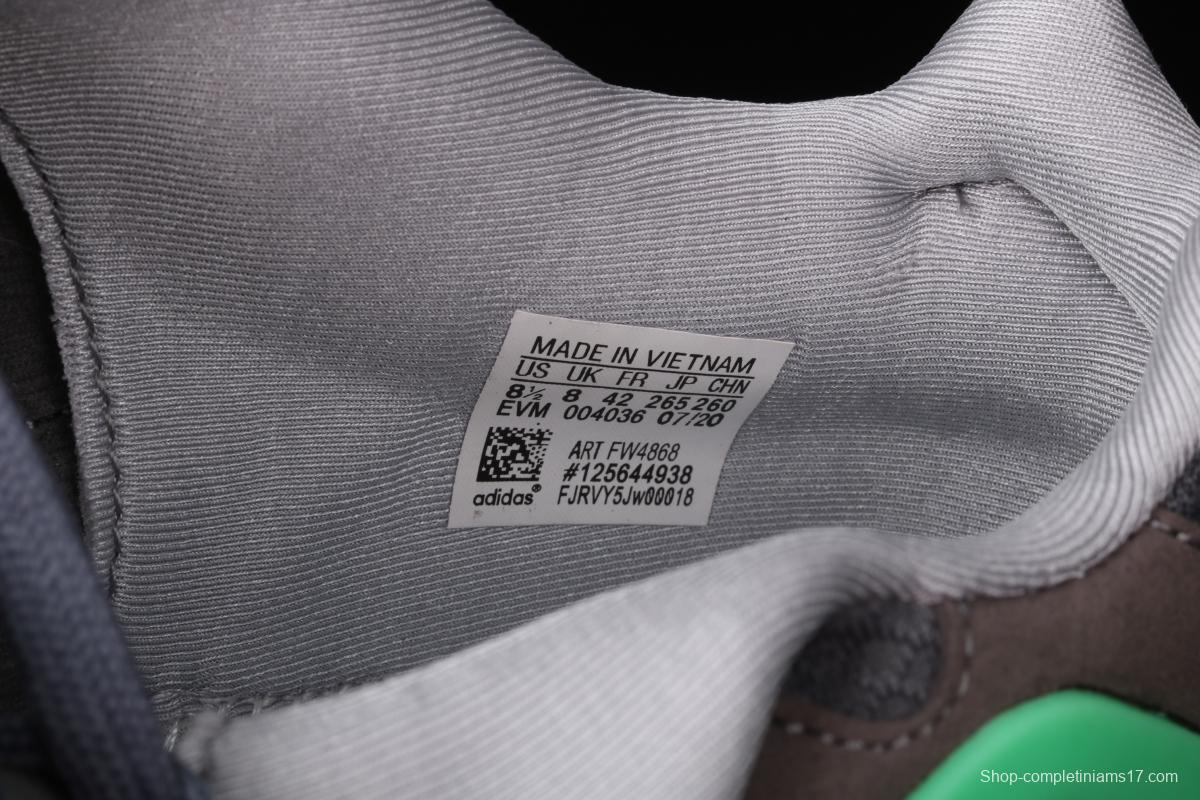 MADE IN VIETNAM
US UK FR JP CHN
8½ 8 42 265 260
EVM 004036 07/20
ART FW4868
#125644938
adidas® FJRVY5Jw00018
Shop-completiniams17.com